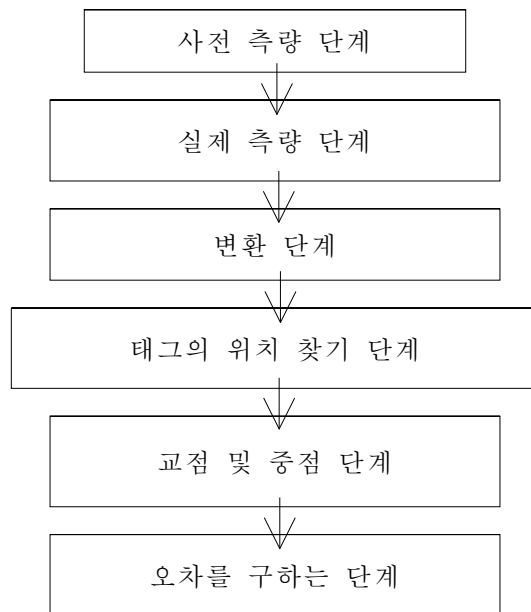 사전 측량 단계
실제 측량 단계
변환 단계
태그의 위치 찾기 단계
교점 및 중점 단계
오차를 구하는 단계